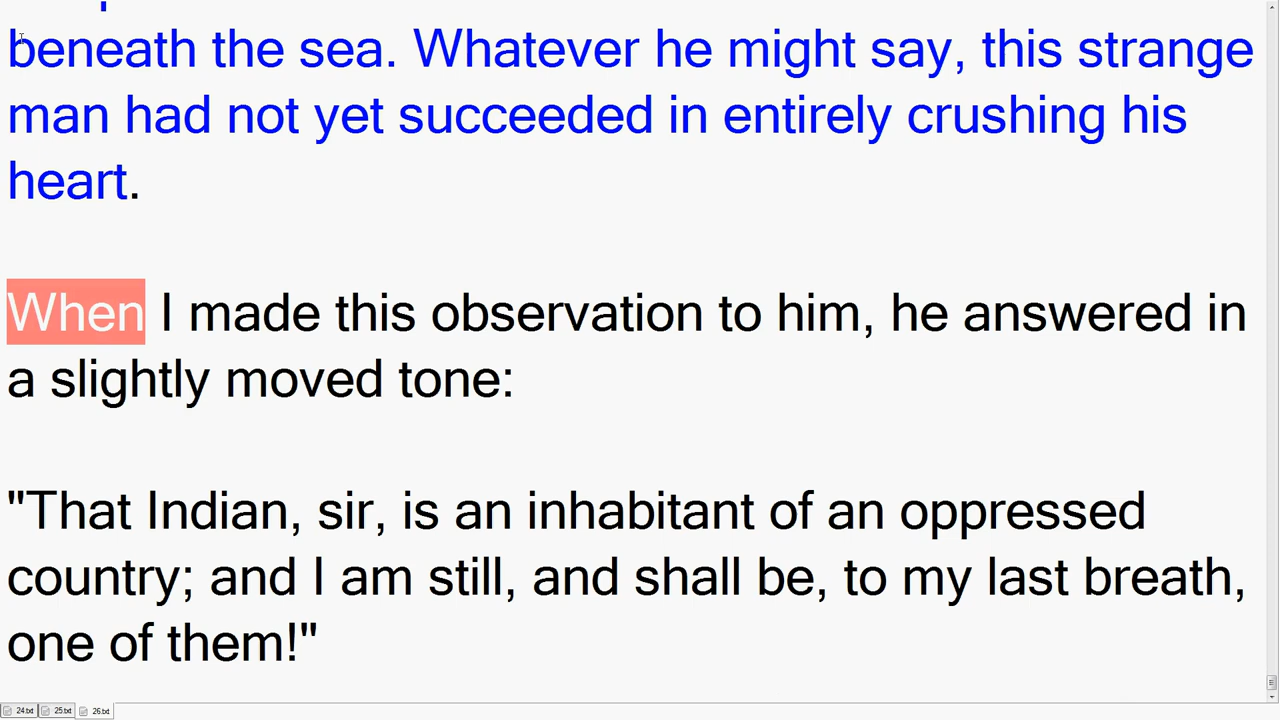 beneath the sea. Whatever he might say, this strange
man had not yet succeeded in entirely crushing his
heart.
When I made this observation to him, he answered in
a slightly moved tone:
"That Indian, sir, is an inhabitant of an oppressed
country; and I am still, and shall be, to my last breath,
one of them!"
24.txt 25.txt 26.txt